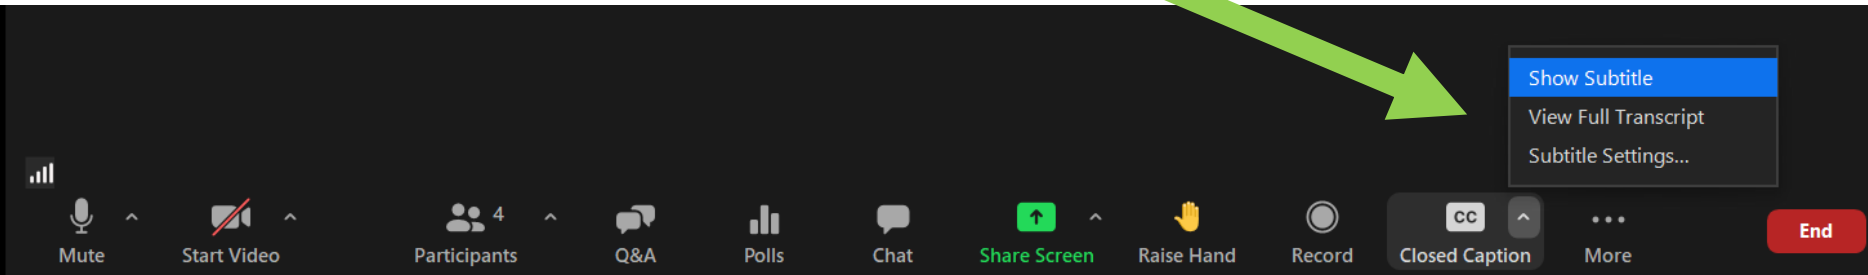 Show Subtitle
View Full Transcript
Subtitle Settings...
4
CC
Mute
Start Video
Participants
Q&A
Polls
Chat
Share Screen
Raise Hand
Record
Closed Caption
More
End